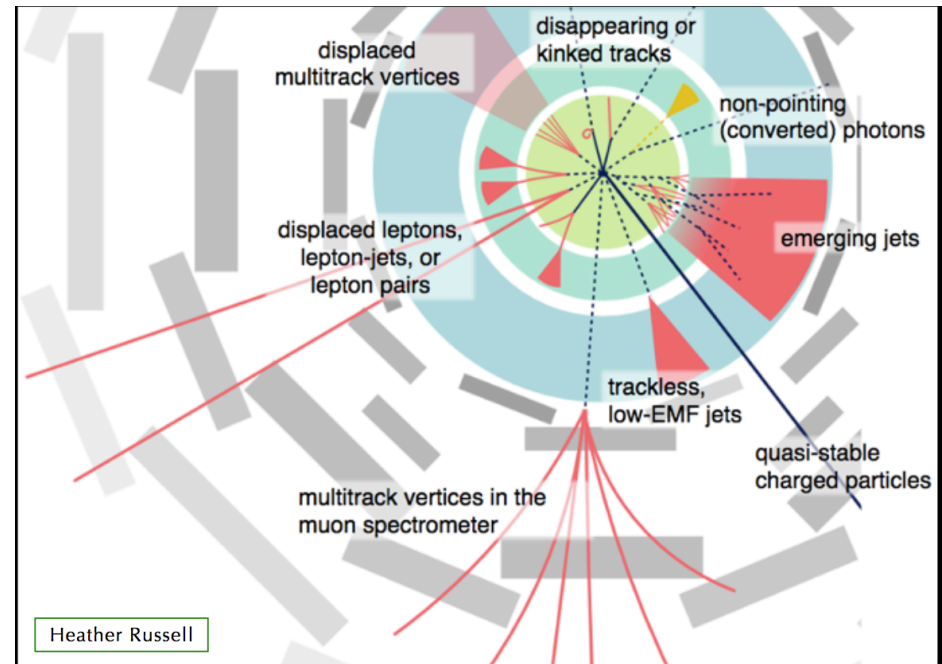 disappearing or
kinked tracks
displaced
multitrack vertices
non-pointing
(converted) photons
displaced leptons,
lepton-jets, or
lepton pairs
emerging jets
trackless,
low-EMF jets
quasi-stable
charged particles
multitrack vertices in the
muon spectrometer
Heather Russell